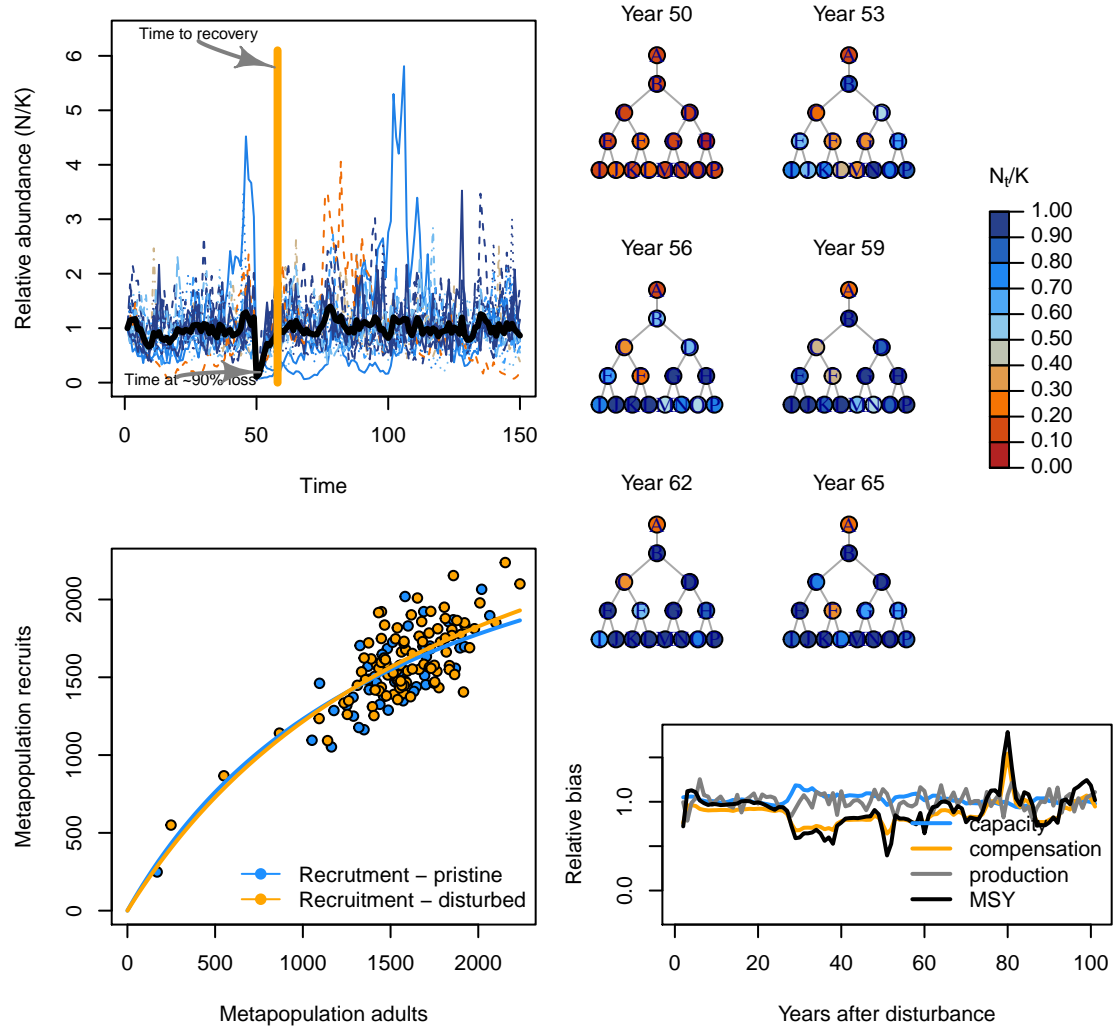 Time to recovery
Time at ~90% loss
Relative abundance (N/K)
0
1
2
3
4
5
6
0 50 100 150
Time
Year 50
A
B
E F H
I J K M N P
Year 53
A
B
E F G H
I J K M N O P
Year 56
A
B
E F G H
I J K M N O P
Year 59
A
B
E F G H
I J K M N O P
Year 62
A
B
E F G H
I J K M N O P
Year 65
A
B
E F G H
I J K M N O P
Nt/K
1.00
0.90
0.80
0.70
0.60
0.50
0.40
0.30
0.20
0.10
0.00
Metapopulation recruits
0
500
1000
1500
2000
Recrutment − pristine
Recruitment − disturbed
0 500 1000 1500 2000
Metapopulation adults
Relative bias
0.0
1.0
capacity
compensation
production
MSY
0 20 40 60 80 100
Years after disturbance